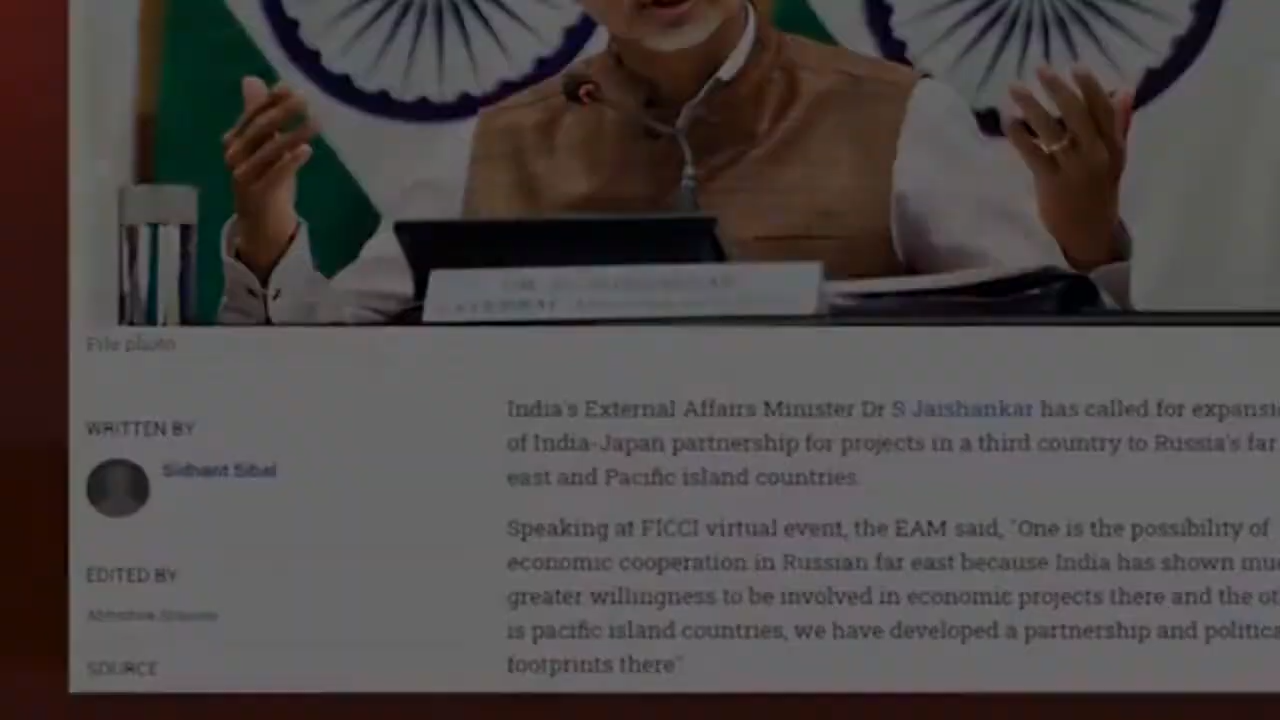 File photo
WRITTEN BY
Sidhant Sibal
EDITED BY
SOURCE
India's External Affairs Minister Dr S Jaishankar has called for expansi
of India-Japan partnership for projects in a third country to Russia's far
east and Pacific island countries.
Speaking at FICCI virtual event, the EAM said, "One is the possibility of
economic cooperation in Russian far east because India has shown mu
greater willingness to be involved in economic projects there and the ot
is pacific island countries, we have developed a partnership and politica
footprints there"